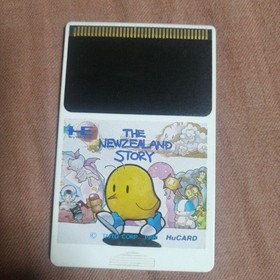 HE
THE
NEWZEALAND
STORY
© TAITO CORP. HuCARD